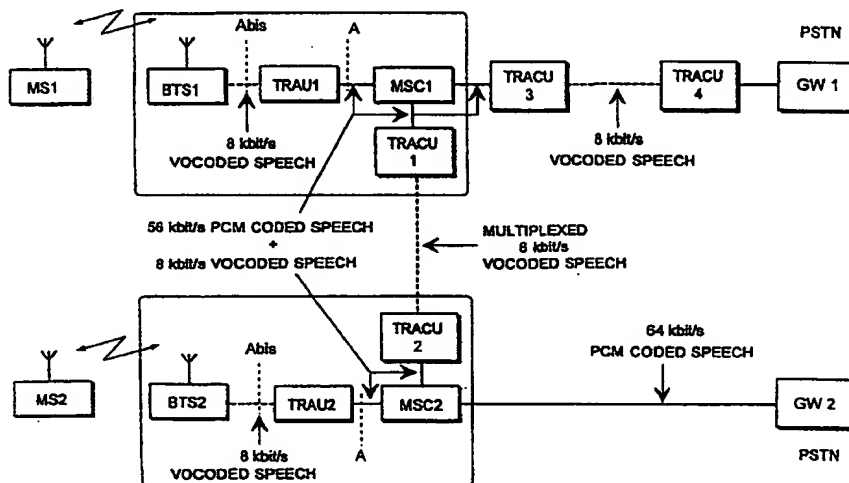 PSTN
Abis
A
MS1
BTS1
TRAU1
MSC1
TRACU
3
TRACU
4
GW 1
8 kbit/s
VOCODED SPEECH
TRACU
1
8 kbit/s
VOCODED SPEECH
56 kbit/s PCM CODED SPEECH
+
8 kbit/s VOCODED SPEECH
MULTIPLEXED
8 kbit/s
VOCODED SPEECH
TRACU
2
64 kbit/s
PCM CODED SPEECH
Abis
MS2
BTS2
TRAU2
MSC2
GW 2
A
8 kbit/s
VOCODED SPEECH
PSTN